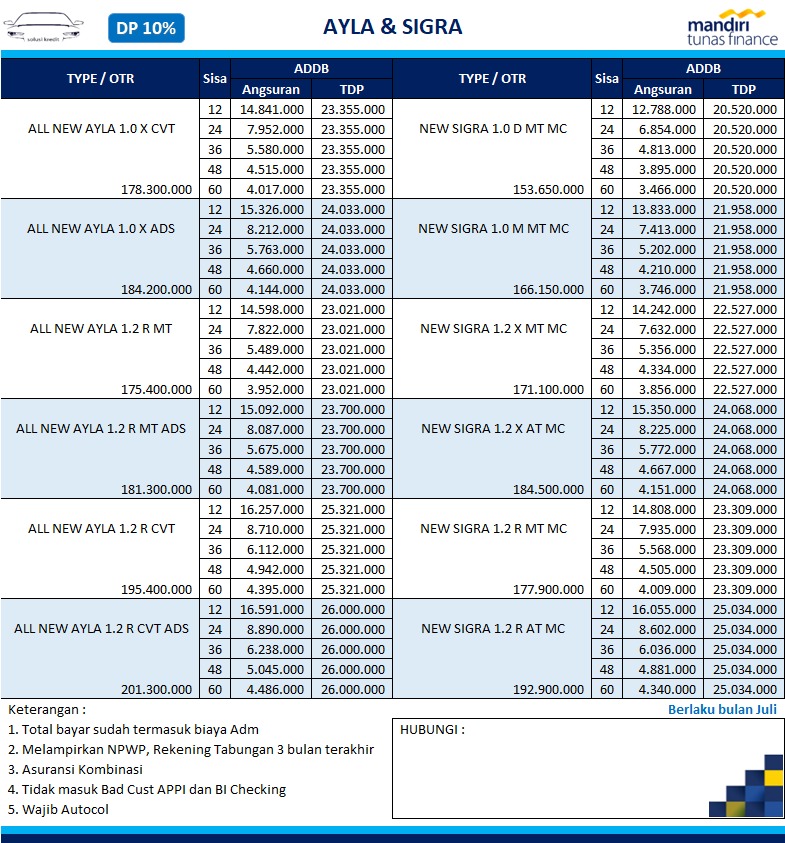 solusi kredit
DP 10%
AYLA & SIGRA
mandiri
tunas finance
TYPE / OTR Sisa ADDB TYPE / OTR Sisa ADDB
Angsuran TDP Angsuran TDP
12 14.841.000 23.355.000 12 12.788.000 20.520.000
ALL NEW AYLA 1.0 X CVT 24 7.952.000 23.355.000 NEW SIGRA 1.0 D MT MC 24 6.854.000 20.520.000
36 5.580.000 23.355.000 36 4.813.000 20.520.000
48 4.515.000 23.355.000 48 3.895.000 20.520.000
178.300.000 60 4.017.000 23.355.000 153.650.000 60 3.466.000 20.520.000
12 15.326.000 24.033.000 12 13.833.000 21.958.000
ALL NEW AYLA 1.0 X ADS 24 8.212.000 24.033.000 NEW SIGRA 1.0 M MT MC 24 7.413.000 21.958.000
36 5.763.000 24.033.000 36 5.202.000 21.958.000
48 4.660.000 24.033.000 48 4.210.000 21.958.000
184.200.000 60 4.144.000 24.033.000 166.150.000 60 3.746.000 21.958.000
12 14.598.000 23.021.000 12 14.242.000 22.527.000
ALL NEW AYLA 1.2 R MT 24 7.822.000 23.021.000 NEW SIGRA 1.2 X MT MC 24 7.632.000 22.527.000
36 5.489.000 23.021.000 36 5.356.000 22.527.000
48 4.442.000 23.021.000 48 4.334.000 22.527.000
175.400.000 60 3.952.000 23.021.000 171.100.000 60 3.856.000 22.527.000
12 15.092.000 23.700.000 12 15.350.000 24.068.000
ALL NEW AYLA 1.2 R MT ADS 24 8.087.000 23.700.000 NEW SIGRA 1.2 X AT MC 24 8.225.000 24.068.000
36 5.675.000 23.700.000 36 5.772.000 24.068.000
48 4.589.000 23.700.000 48 4.667.000 24.068.000
181.300.000 60 4.081.000 23.700.000 184.500.000 60 4.151.000 24.068.000
12 16.257.000 25.321.000 12 14.808.000 23.309.000
ALL NEW AYLA 1.2 R CVT 24 8.710.000 25.321.000 NEW SIGRA 1.2 R MT MC 24 7.935.000 23.309.000
36 6.112.000 25.321.000 36 5.568.000 23.309.000
48 4.942.000 25.321.000 48 4.505.000 23.309.000
195.400.000 60 4.395.000 25.321.000 177.900.000 60 4.009.000 23.309.000
12 16.591.000 26.000.000 12 16.055.000 25.034.000
ALL NEW AYLA 1.2 R CVT ADS 24 8.890.000 26.000.000 NEW SIGRA 1.2 R AT MC 24 8.602.000 25.034.000
36 6.238.000 26.000.000 36 6.036.000 25.034.000
48 5.045.000 26.000.000 48 4.881.000 25.034.000
201.300.000 60 4.486.000 26.000.000 192.900.000 60 4.340.000 25.034.000
Keterangan : Berlaku bulan Juli
1. Total bayar sudah termasuk biaya Adm HUBUNGI :
2. Melampirkan NPWP, Rekening Tabungan 3 bulan terakhir
3. Asuransi Kombinasi
4. Tidak masuk Bad Cust APPI dan BI Checking
5. Wajib Autocol